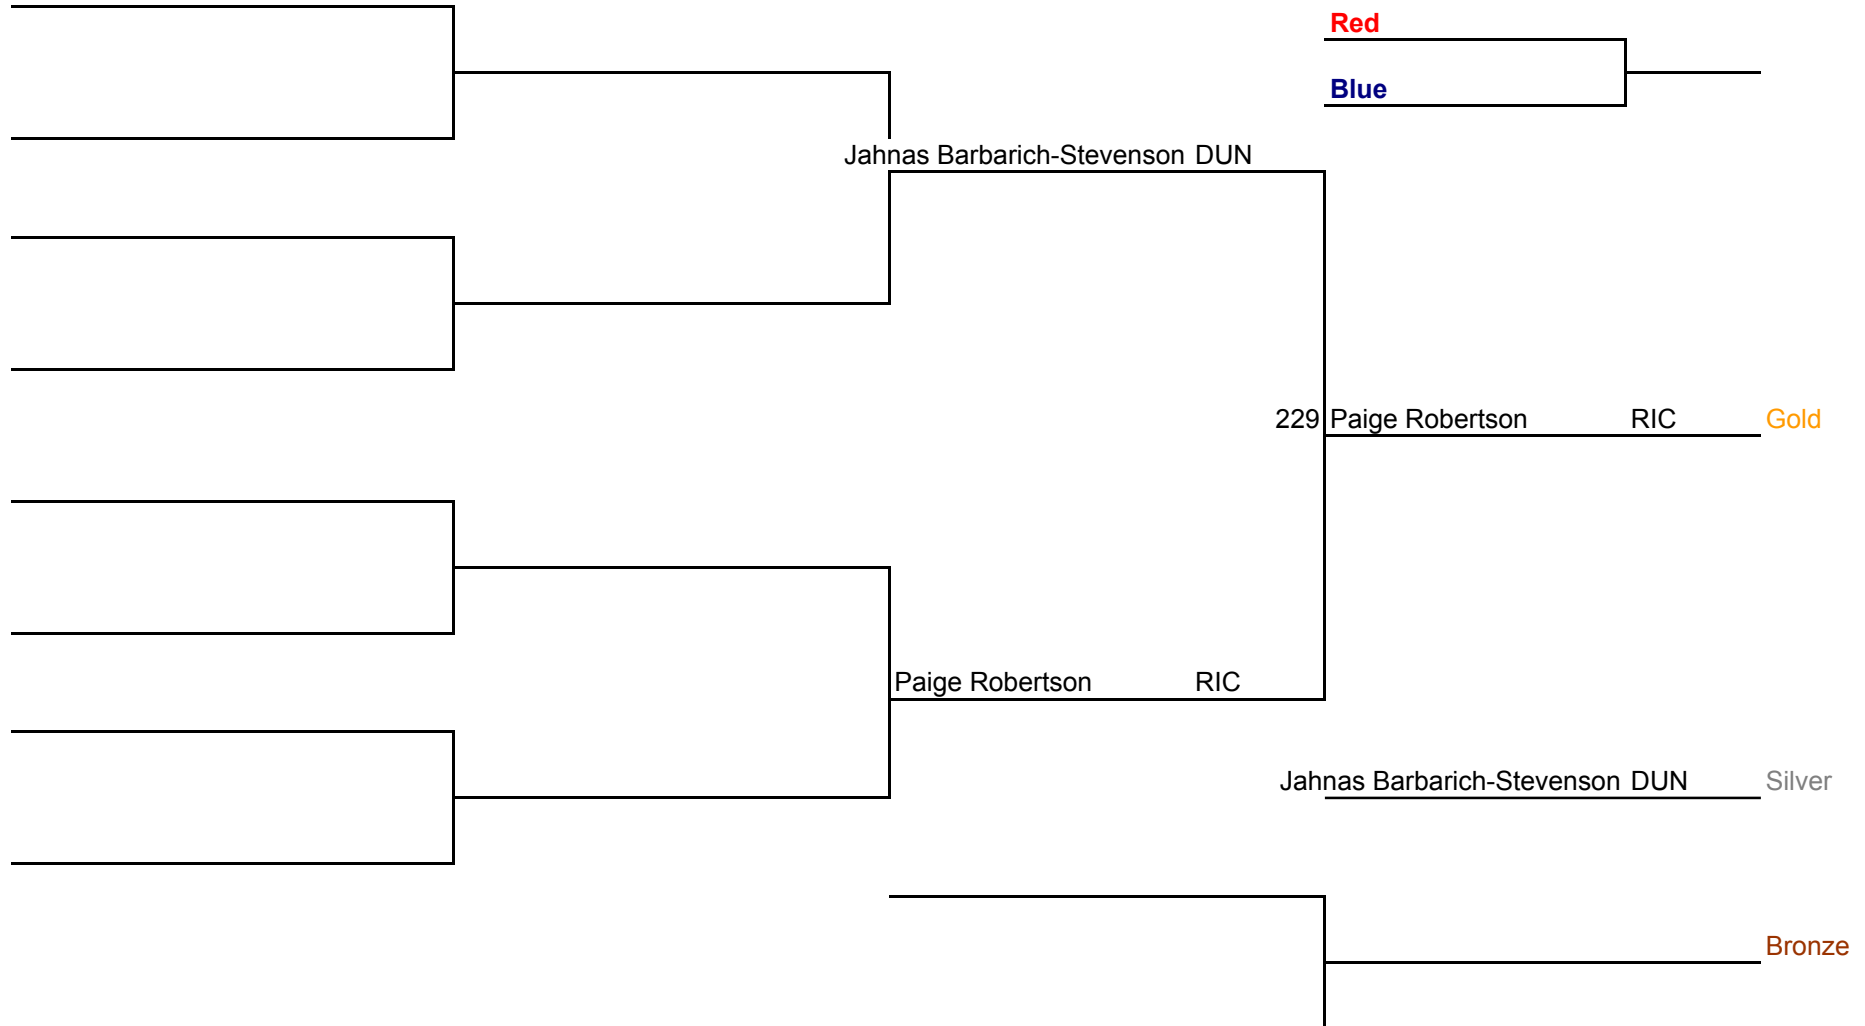 Red
Blue
Jahnas Barbarich-Stevenson DUN
229 Paige Robertson RIC Gold
Paige Robertson RIC
Jahnas Barbarich-Stevenson DUN Silver
Bronze